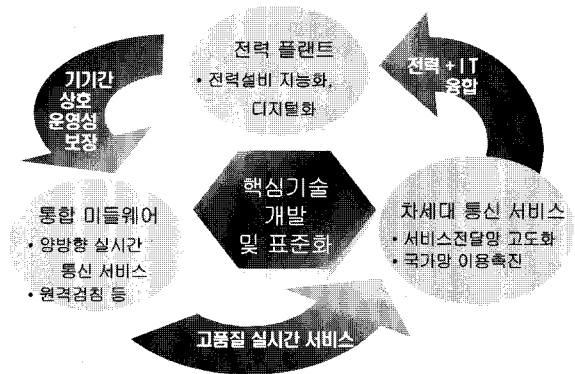 전력 플랜트
• 전력설비 지능화,
디지털화
기기간
상호
운영성
보장
전력 + IT
융합
핵심기술
개발
및 표준화
통합 미들웨어
• 양방향 실시간
통신 서비스
• 원격검침 등
차세대 통신 서비스
• 서비스전달망 고도화
• 국가망 이용촉진
고품질 실시간 서비스